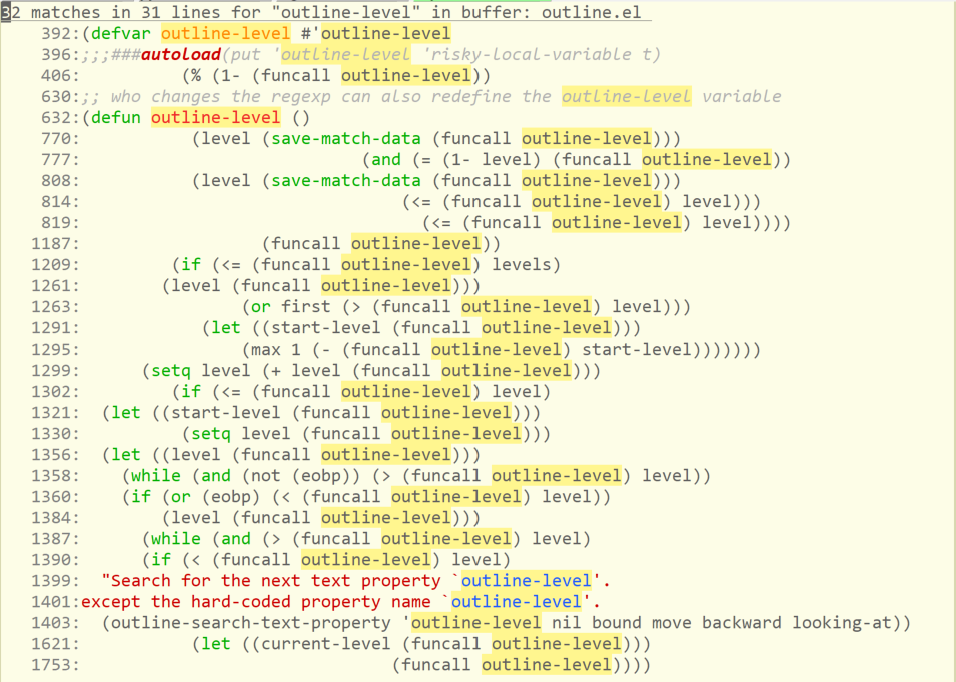 32 matches in 31 lines for "outline-level" in buffer: outline.el
392:(defvar outline-level #'outline-level
396:;;;###autoload(put 'outline-level 'risky-local-variable t)
406:          (% (1- (funcall outline-level))
630:;; who changes the regexp can also redefine the outline-level variable
632:(defun outline-level ()
770:           (level (save-match-data (funcall outline-level)))
777:                            (and (= (1- level) (funcall outline-level))
808:           (level (save-match-data (funcall outline-level)))
814:                                (<= (funcall outline-level) level)))
819:                                  (<= (funcall outline-level) level))))
1187:                  (funcall outline-level))
1209:         (if (<= (funcall outline-level) levels)
1261:        (level (funcall outline-level)))
1263:                (or first (> (funcall outline-level) level)))
1291:            (let ((start-level (funcall outline-level)))
1295:                (max 1 (- (funcall outline-level) start-level)))))))
1299:      (setq level (+ level (funcall outline-level)))
1302:         (if (<= (funcall outline-level) level)
1321:  (let ((start-level (funcall outline-level)))
1330:          (setq level (funcall outline-level)))
1356:  (let ((level (funcall outline-level)))
1358:    (while (and (not (eobp)) (> (funcall outline-level) level))
1360:    (if (or (eobp) (< (funcall outline-level) level))
1384:        (level (funcall outline-level)))
1387:      (while (and (> (funcall outline-level) level)
1390:      (if (< (funcall outline-level) level)
1399:  "Search for the next text property `outline-level'.
1401:except the hard-coded property name `outline-level'.
1403:  (outline-search-text-property 'outline-level nil bound move backward looking-at))
1621:           (let ((current-level (funcall outline-level)))
1753:                               (funcall outline-level))))